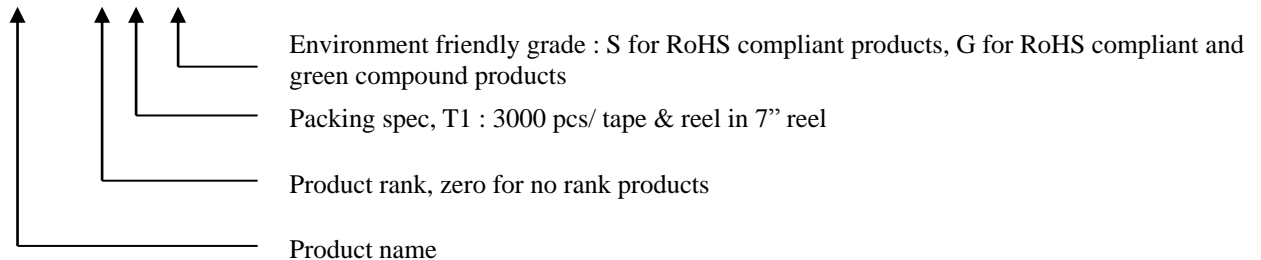 Environment friendly grade : S for RoHS compliant products, G for RoHS compliant and
green compound products
Packing spec, T1 : 3000 pcs/ tape & reel in 7” reel
Product rank, zero for no rank products
Product name